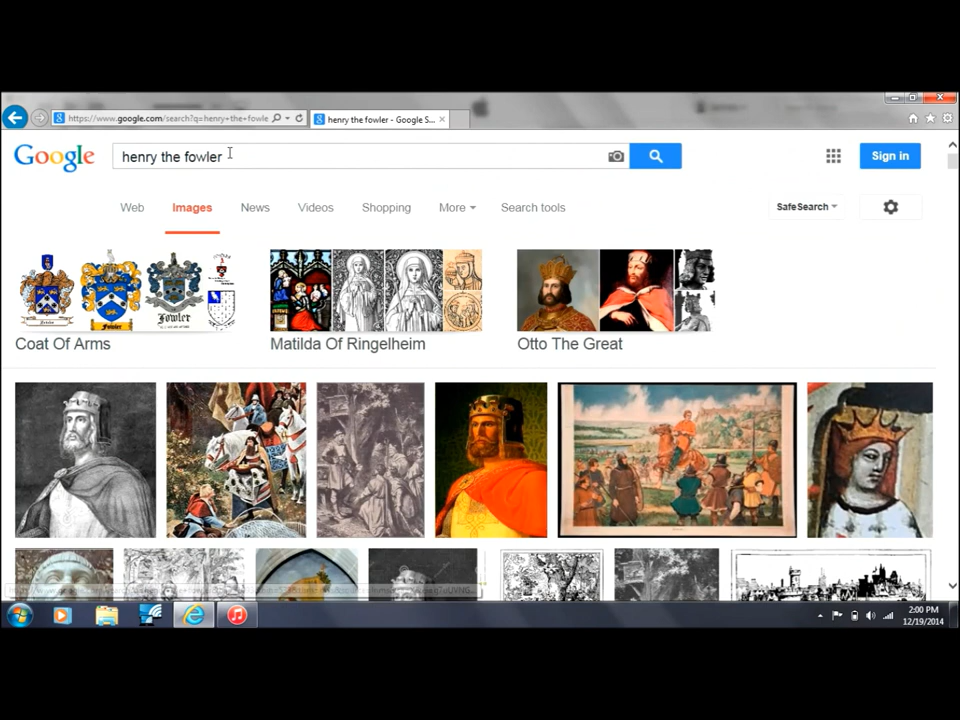 https://www.google.com/search?q=henry+the+fowle
henry the fowler - Google S...
Google
henry the fowler
Sign in
Web Images News Videos Shopping More Search tools
SafeSearch
Fowler
Fowler
Coat Of Arms
Matilda Of Ringelheim
Otto The Great
2:00 PM
12/19/2014